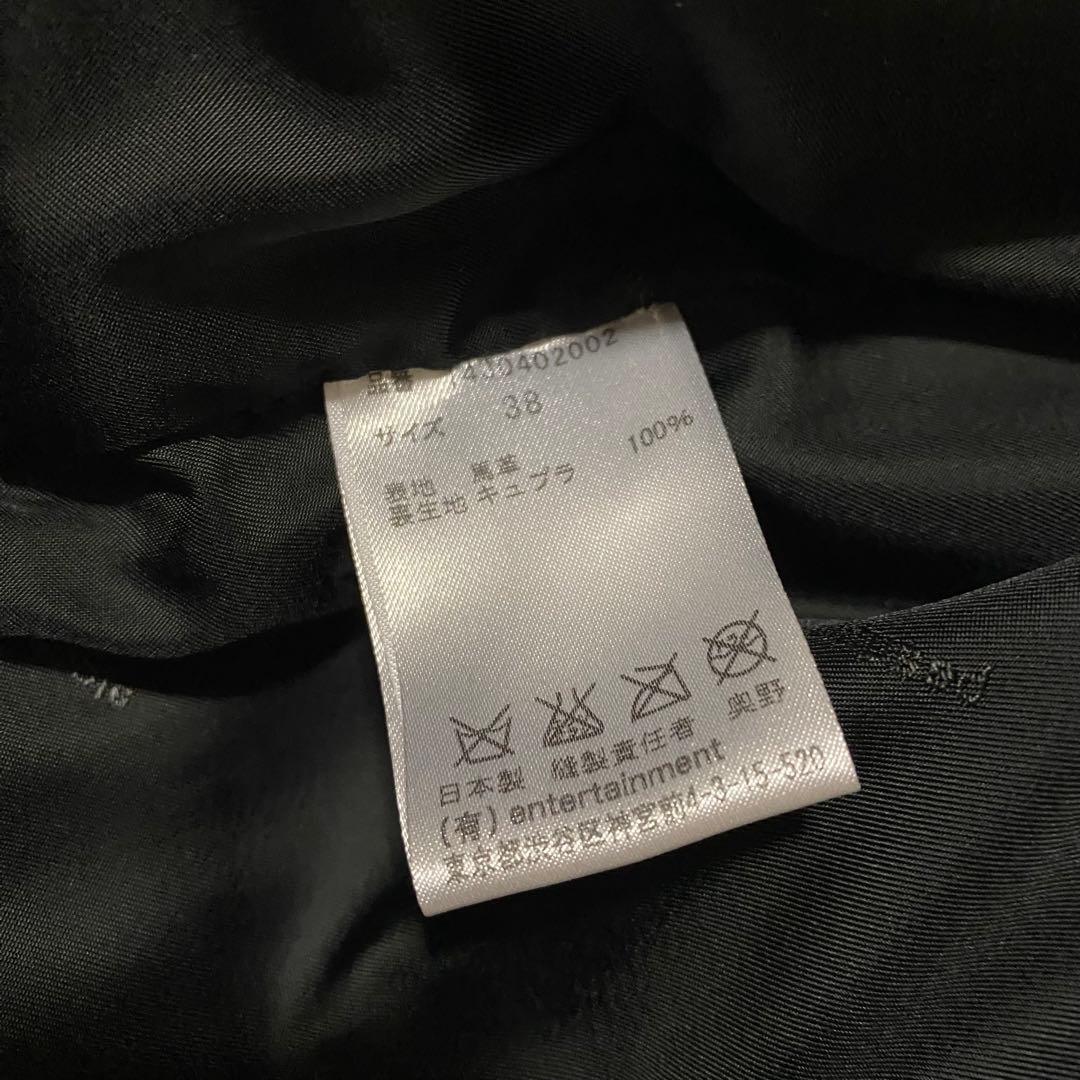 品番 430402002
サイズ 38
表地 馬革
裏生地 キュプラ 100%
日本製 縫製責任者 奥野
(有) entertainment
東京都渋谷区神宮前4-3-15-520